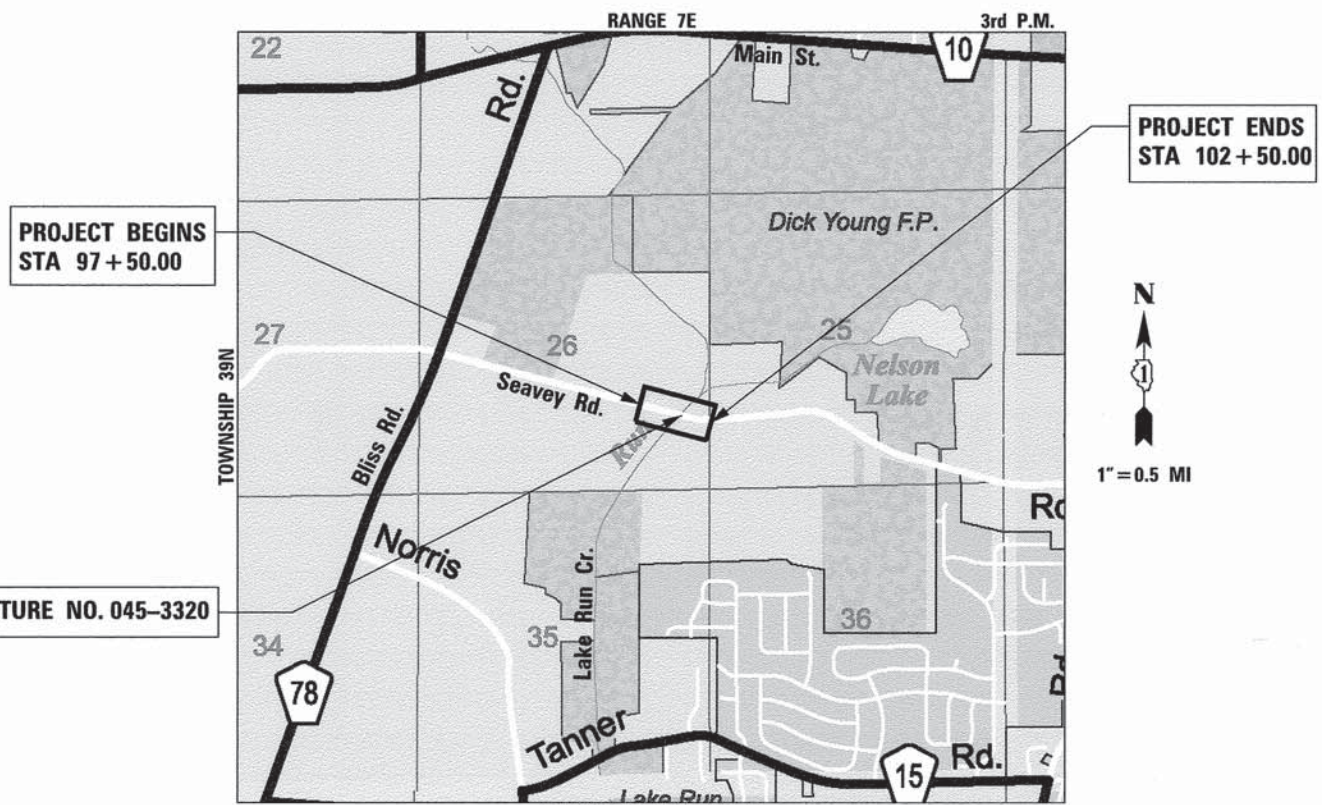 RANGE 7E
3rd P.M.
22
10
Main St.
Rd.
PROJECT ENDS
STA 102+50.00
PROJECT BEGINS
STA 97+50.00
Dick Young F.P.
N
27
26
25
TOWNSHIP 39N
Nelson
Lake
Seavey Rd.
Run
1
Bliss Rd.
1"=0.5 MI
Norris
TURE NO. 045-3320
34
35
36
Lake Run Cr.
78
Tanner
Rd.
15
Lake Run